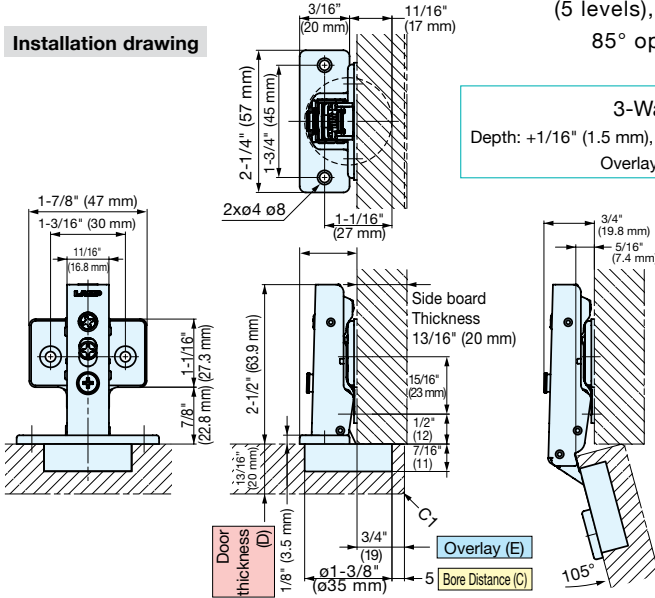 Installation drawing
3/16"
(20 mm)
11/16"
(17 mm)
(5 levels),
85° op
3-Wa
Depth: +1/16" (1.5 mm),
Overlay
2-1/4" (57 mm)
1-3/4" (45 mm)
2xø4 ø8
1-1/16"
(27 mm)
1-7/8" (47 mm)
1-3/16" (30 mm)
11/16"
(16.8 mm)
LAMP
1-1/16"
(27.3 mm)
7/8"
(22.8 mm)
2-1/2" (63.9 mm)
Side board
Thickness
13/16" (20 mm)
15/16"
(23 mm)
1/2"
(12)
7/16"
(11)
13/16"
(20 mm)
C1
Door
thickness
(D)
1/8" (3.5 mm)
3/4"
(19)
Overlay (E)
ø1-3/8"
(ø35 mm)
5
Bore Distance (C)
3/4"
(19.8 mm)
5/16"
(7.4 mm)
105°